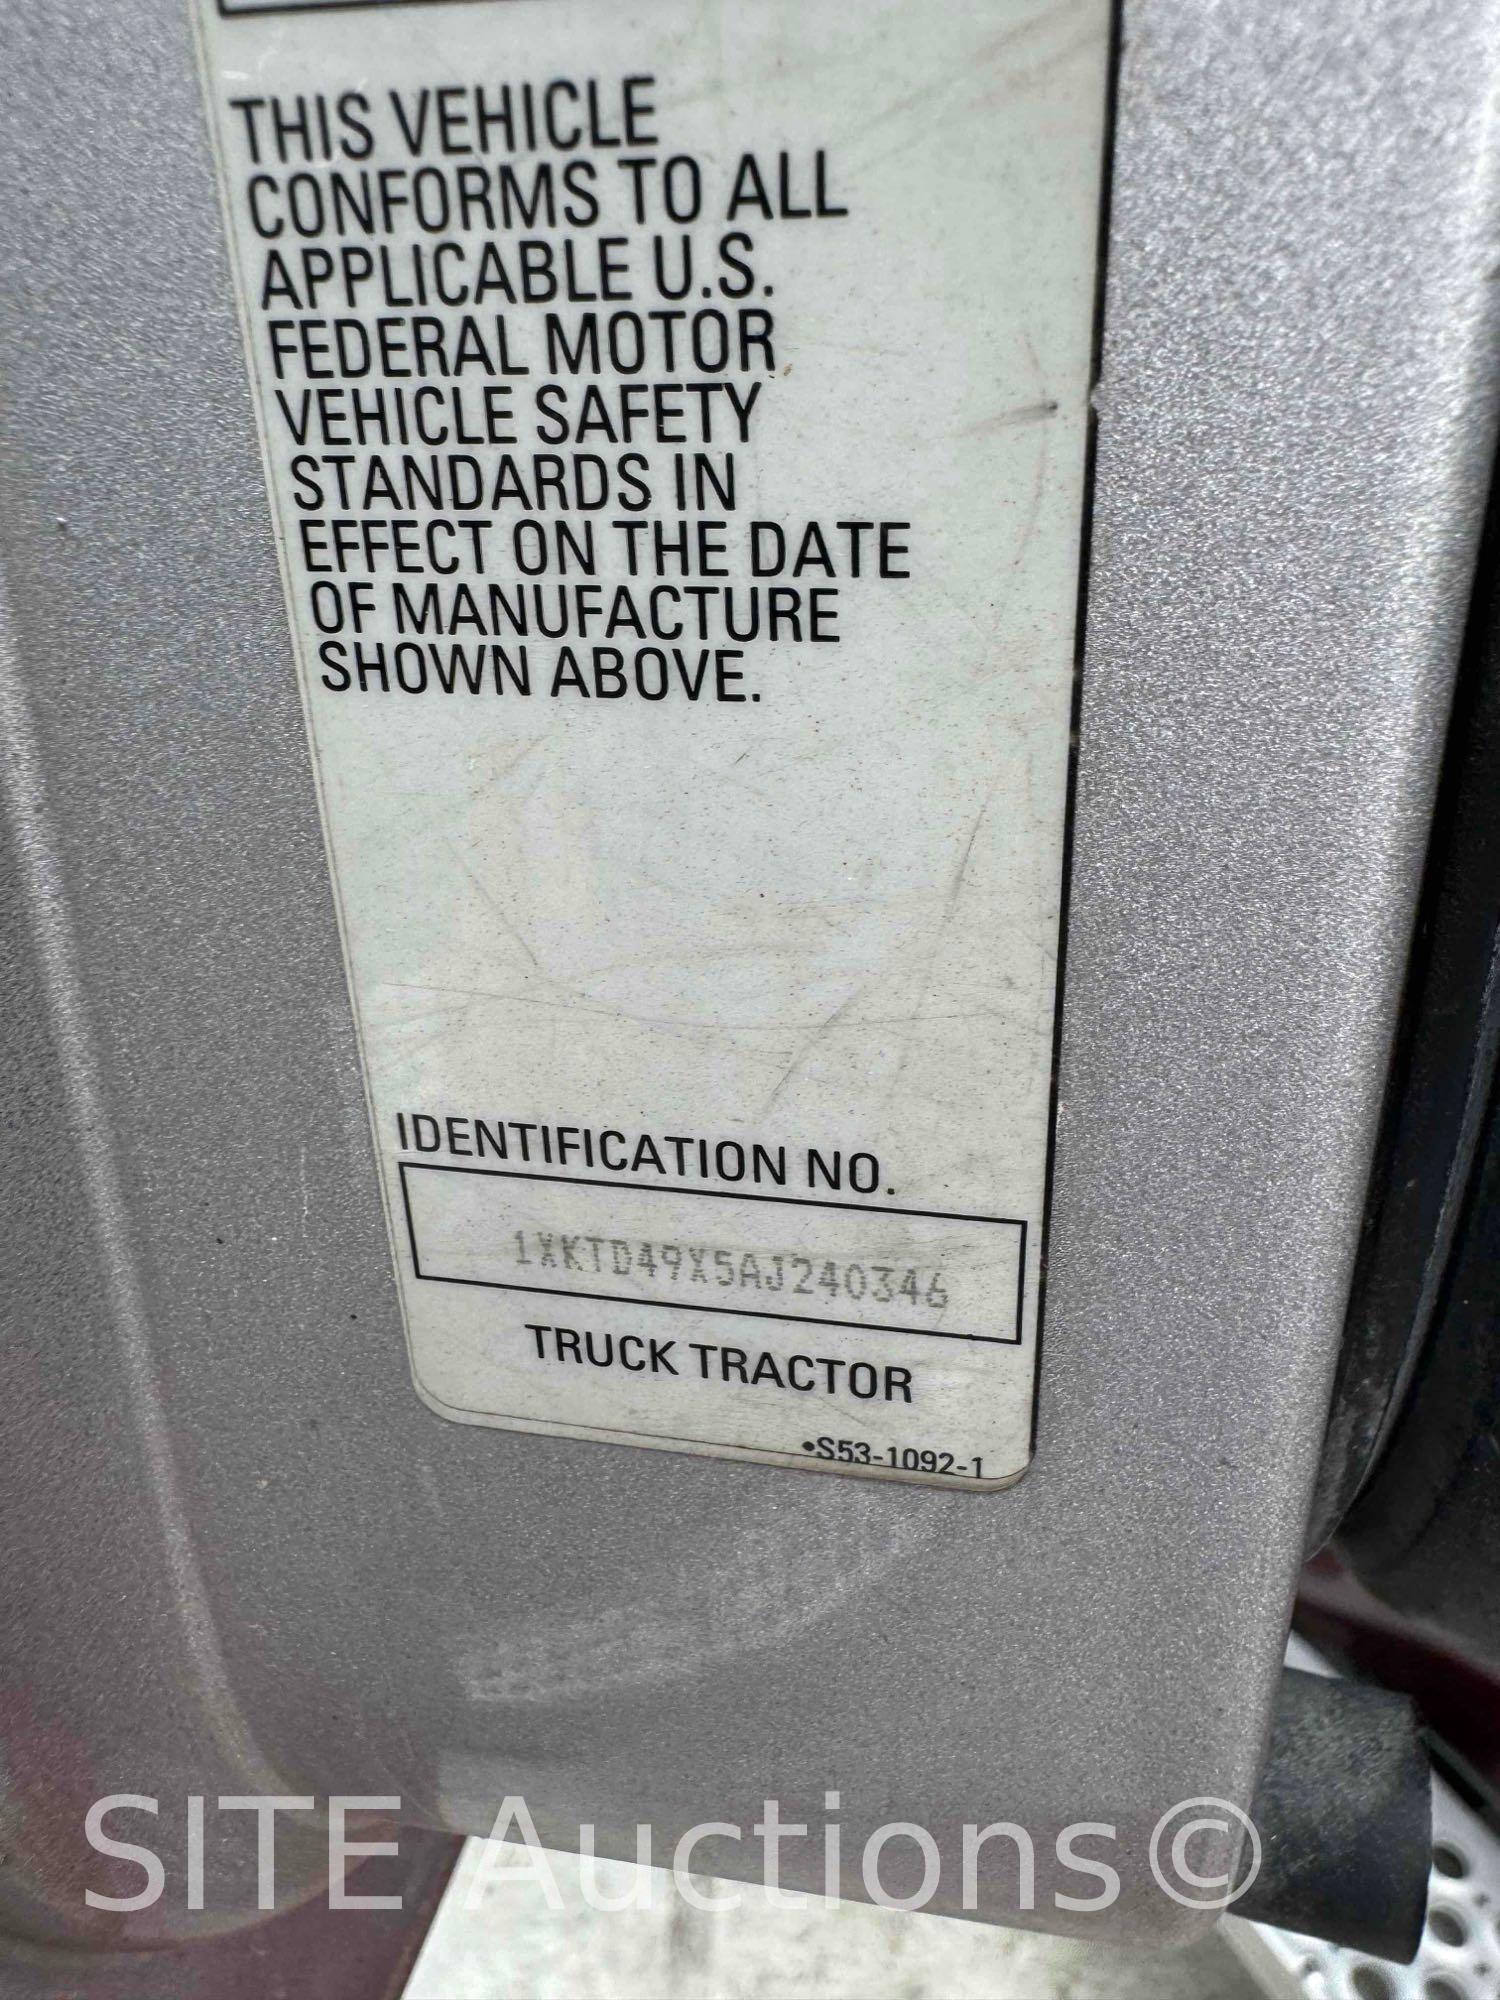 THIS VEHICLE
CONFORMS TO ALL
APPLICABLE U.S.
FEDERAL MOTOR
VEHICLE SAFETY
STANDARDS IN
EFFECT ON THE DATE
OF MANUFACTURE
SHOWN ABOVE.
IDENTIFICATION NO.
1XKTD49X5AJ240346
TRUCK TRACTOR
•S53-1092-1
SITE Auctions©